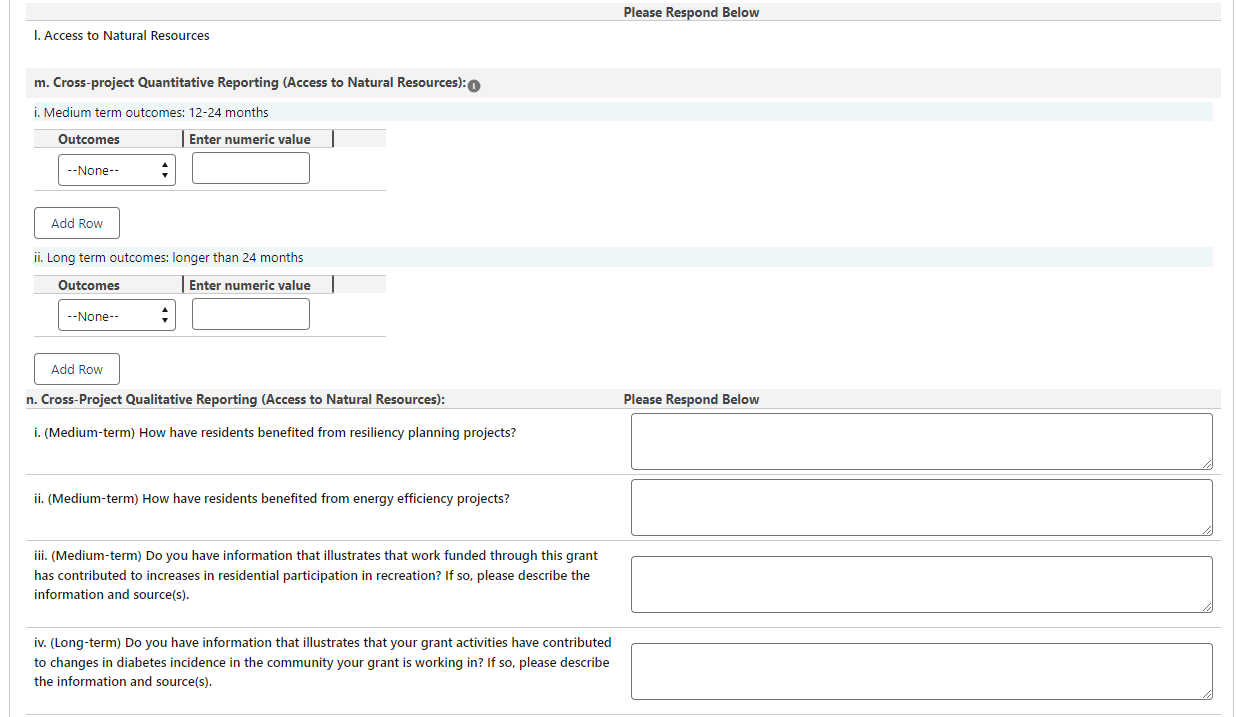 Please Respond Below
l. Access to Natural Resources
m. Cross-project Quantitative Reporting (Access to Natural Resources):
i. Medium term outcomes: 12-24 months
Outcomes Enter numeric value
--None--
Add Row
ii. Long term outcomes: longer than 24 months
Outcomes Enter numeric value
--None--
Add Row
n. Cross-Project Qualitative Reporting (Access to Natural Resources): Please Respond Below
i. (Medium-term) How have residents benefited from resiliency planning projects?
ii. (Medium-term) How have residents benefited from energy efficiency projects?
iii. (Medium-term) Do you have information that illustrates that work funded through this grant
has contributed to increases in residential participation in recreation? If so, please describe the
information and source(s).
iv. (Long-term) Do you have information that illustrates that your grant activities have contributed
to changes in diabetes incidence in the community your grant is working in? If so, please describe
the information and source(s).